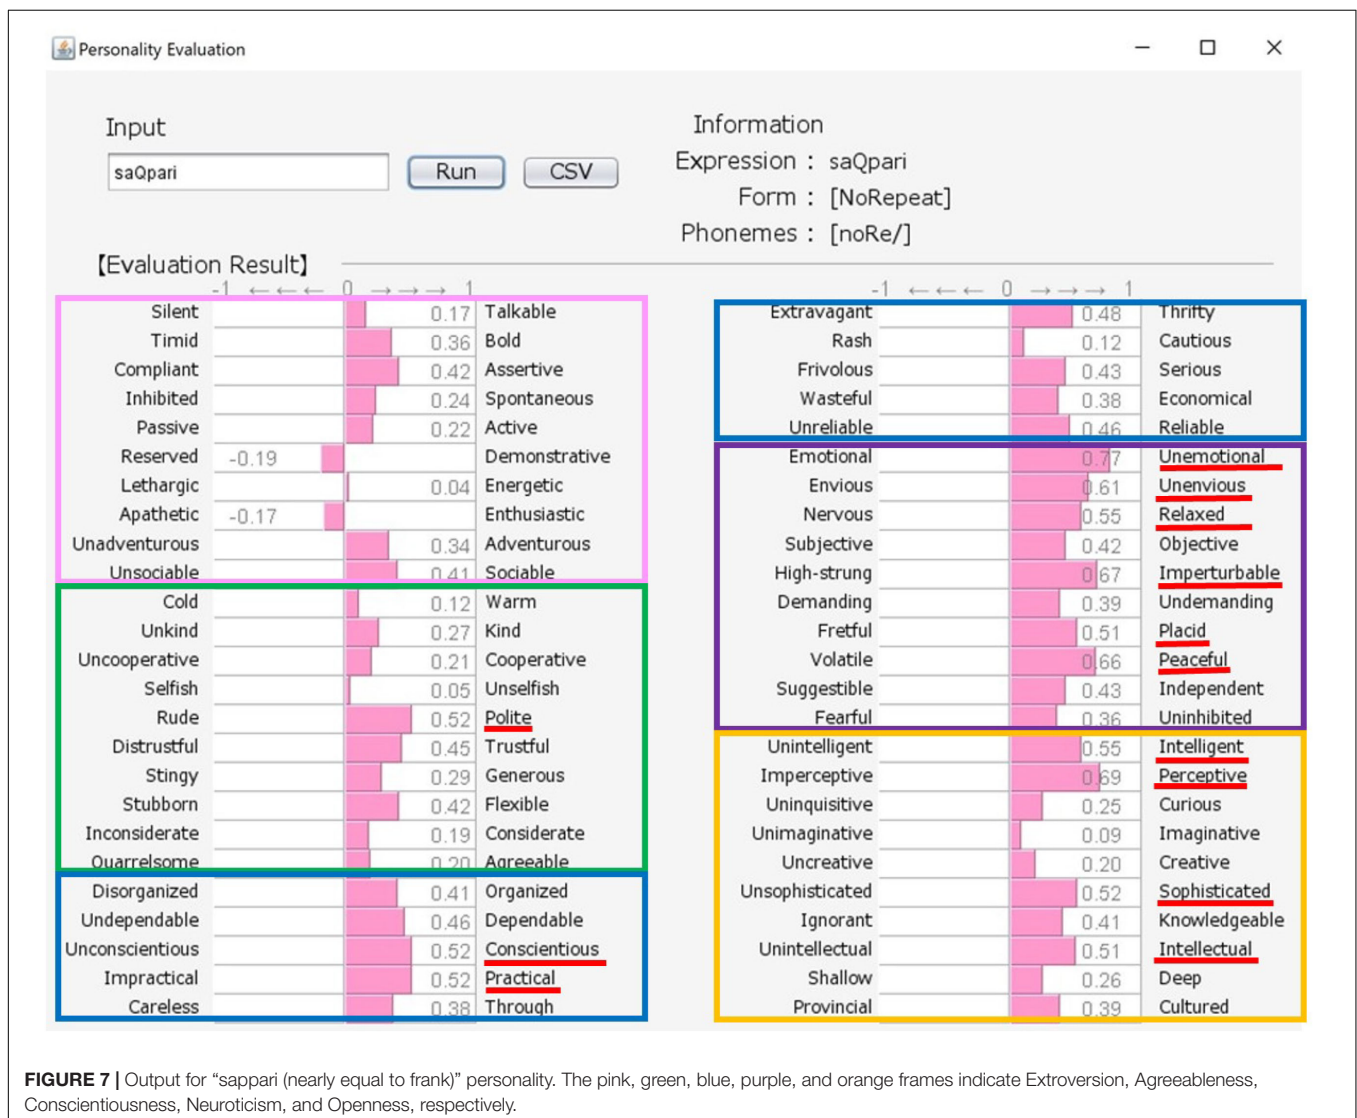 Personality Evaluation
Input
saQpari
Run
CSV
Information
Expression : saQpari
Form : [NoRepeat]
Phonemes : [noRe/]
【Evaluation Result】
-1 ← ← ← 0 → → → 1
Silent 0.17 Talkable
Timid 0.36 Bold
Compliant 0.42 Assertive
Inhibited 0.24 Spontaneous
Passive 0.22 Active
Reserved -0.19 Demonstrative
Lethargic 0.04 Energetic
Apathetic -0.17 Enthusiastic
Unadventurous 0.34 Adventurous
Unsociable 0.41 Sociable
Cold 0.12 Warm
Unkind 0.27 Kind
Uncooperative 0.21 Cooperative
Selfish 0.05 Unselfish
Rude 0.52 Polite
Distrustful 0.45 Trustful
Stingy 0.29 Generous
Stubborn 0.42 Flexible
Inconsiderate 0.19 Considerate
Quarrelsome 0.20 Agreeable
Disorganized 0.41 Organized
Undependable 0.46 Dependable
Unconscientious 0.52 Conscientious
Impractical 0.52 Practical
Careless 0.38 Through
-1 ← ← ← 0 → → → 1
Extravagant 0.48 Thrifty
Rash 0.12 Cautious
Frivolous 0.43 Serious
Wasteful 0.38 Economical
Unreliable 0.46 Reliable
Emotional 0.77 Unemotional
Envious 0.61 Unenvious
Nervous 0.55 Relaxed
Subjective 0.42 Objective
High-strung 0.67 Imperturbable
Demanding 0.39 Undemanding
Fretful 0.51 Placid
Volatile 0.66 Peaceful
Suggestible 0.43 Independent
Fearful 0.36 Uninhibited
Unintelligent 0.55 Intelligent
Imperceptive 0.69 Perceptive
Uninquisitive 0.25 Curious
Unimaginative 0.09 Imaginative
Uncreative 0.20 Creative
Unsophisticated 0.52 Sophisticated
Ignorant 0.41 Knowledgeable
Unintellectual 0.51 Intellectual
Shallow 0.26 Deep
Provincial 0.39 Cultured
FIGURE 7 | Output for “sappari (nearly equal to frank)” personality. The pink, green, blue, purple, and orange frames indicate Extroversion, Agreeableness,
Conscientiousness, Neuroticism, and Openness, respectively.